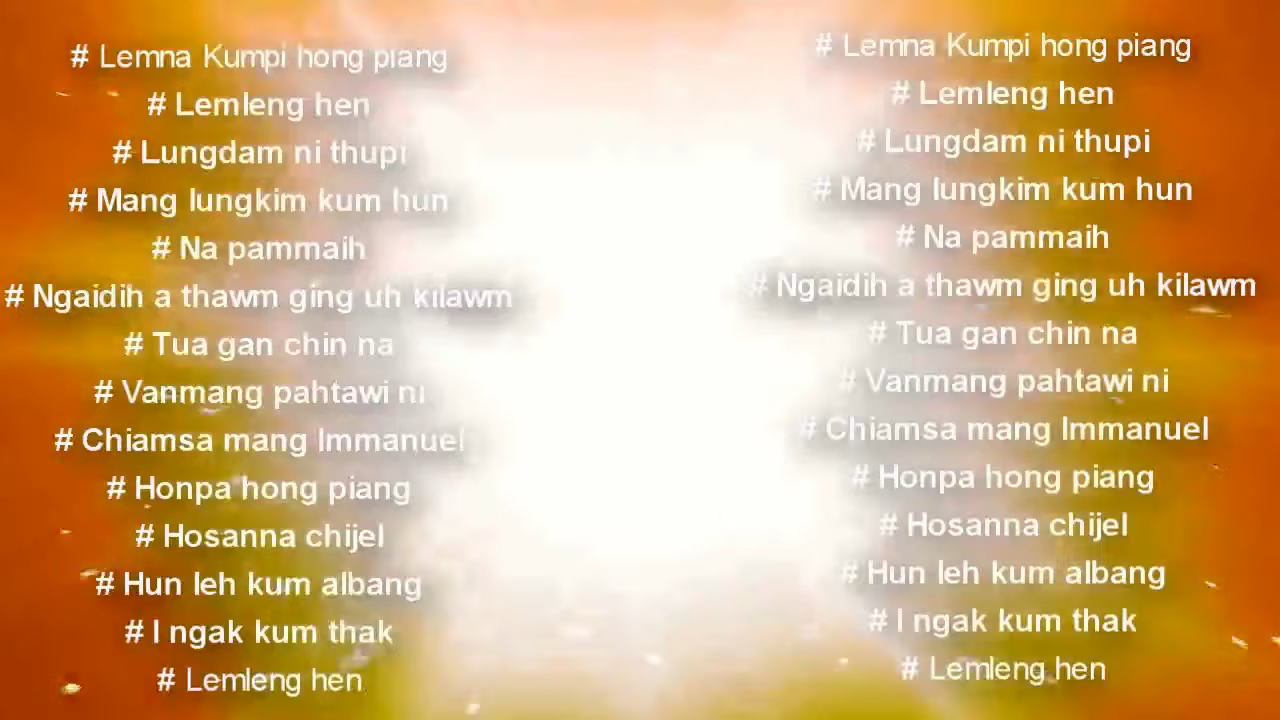 # Lemna Kumpi hong piang
# Lemleng hen
# Lungdam ni thupi
# Mang lungkim kum hun
# Na pammaih
# Ngaidih a thawm ging uh kilawm
# Tua gan chin na
# Vanmang pahtawi ni
# Chiamsa mang Immanuel
# Honpa hong piang
# Hosanna chijel
# Hun leh kum albang
# I ngak kum thak
# Lemleng hen
# Lemna Kumpi hong piang
# Lemleng hen
# Lungdam ni thupi
# Mang lungkim kum hun
# Na pammaih
# Ngaidih a thawm ging uh kilawm
# Tua gan chin na
# Vanmang pahtawi ni
# Chiamsa mang Immanuel
# Honpa hong piang
# Hosanna chijel
# Hun leh kum albang
# I ngak kum thak
# Lemleng hen